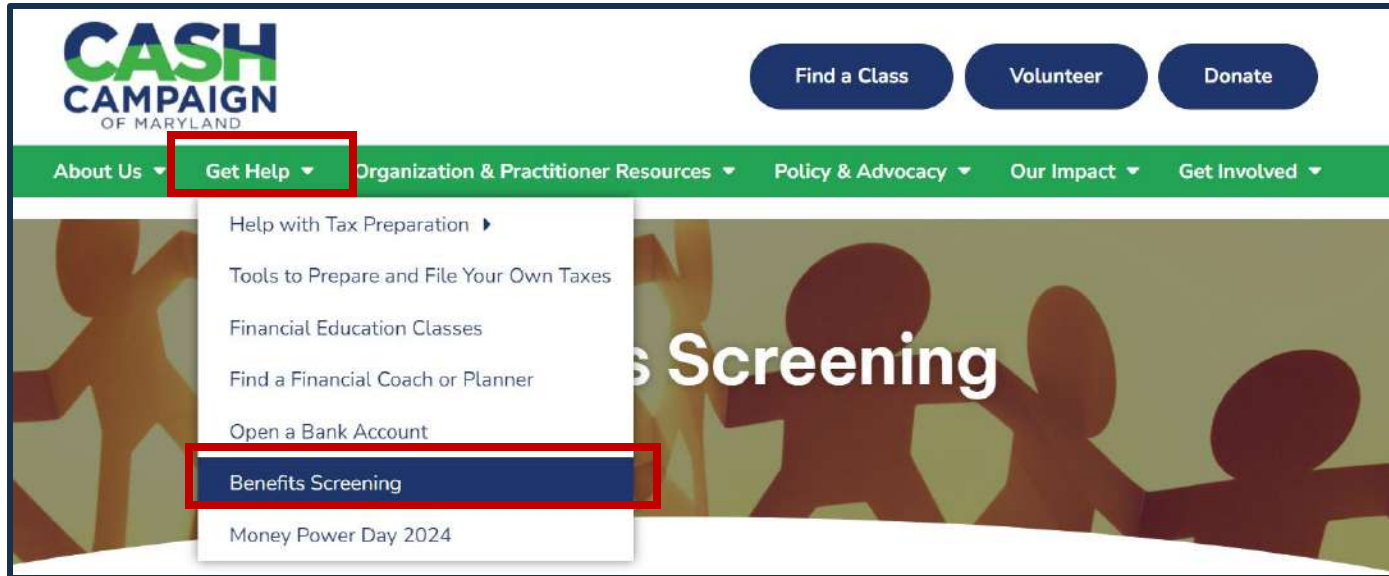 CASH
CAMPAIGN
OF MARYLAND
Find a Class
Volunteer
Donate
About Us
Get Help
Organization & Practitioner Resources
Policy & Advocacy
Our Impact
Get Involved
Help with Tax Preparation
Tools to Prepare and File Your Own Taxes
Financial Education Classes
Find a Financial Coach or Planner
Open a Bank Account
Benefits Screening
Money Power Day 2024
s Screening